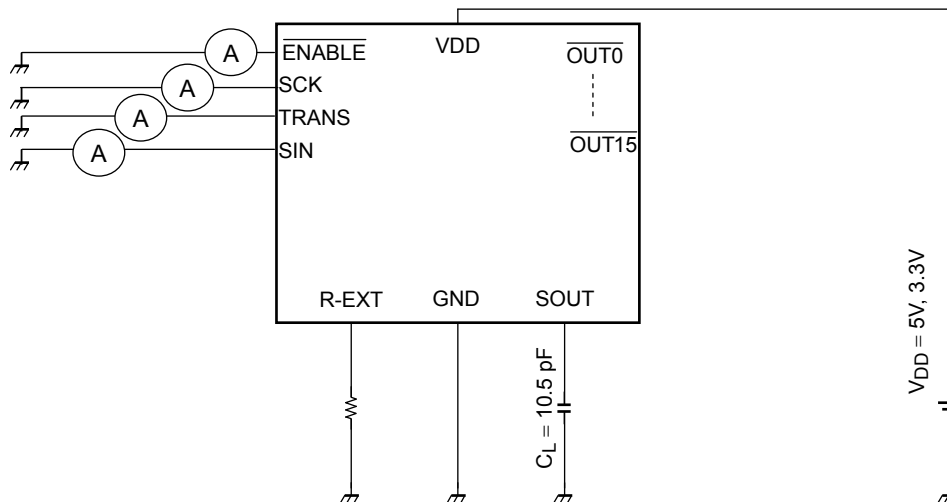 A
ENABLE
VDD
OUT0
A
SCK
A
TRANS
A
SIN
OUT15
R-EXT
GND
SOUT
CL = 10.5 pF
VDD = 5V, 3.3V